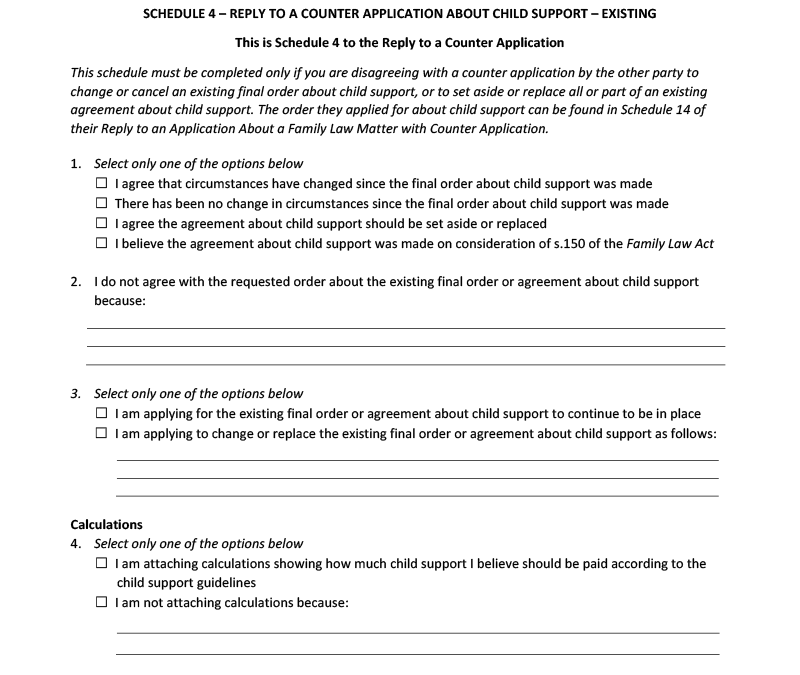 SCHEDULE 4 – REPLY TO A COUNTER APPLICATION ABOUT CHILD SUPPORT – EXISTING
This is Schedule 4 to the Reply to a Counter Application
This schedule must be completed only if you are disagreeing with a counter application by the other party to
change or cancel an existing final order about child support, or to set aside or replace all or part of an existing
agreement about child support. The order they applied for about child support can be found in Schedule 14 of
their Reply to an Application About a Family Law Matter with Counter Application.
1. Select only one of the options below
☐ I agree that circumstances have changed since the final order about child support was made
☐ There has been no change in circumstances since the final order about child support was made
☐ I agree the agreement about child support should be set aside or replaced
☐ I believe the agreement about child support was made on consideration of s.150 of the Family Law Act
2. I do not agree with the requested order about the existing final order or agreement about child support
because:
3. Select only one of the options below
☐ I am applying for the existing final order or agreement about child support to continue to be in place
☐ I am applying to change or replace the existing final order or agreement about child support as follows:
Calculations
4. Select only one of the options below
☐ I am attaching calculations showing how much child support I believe should be paid according to the
child support guidelines
☐ I am not attaching calculations because: